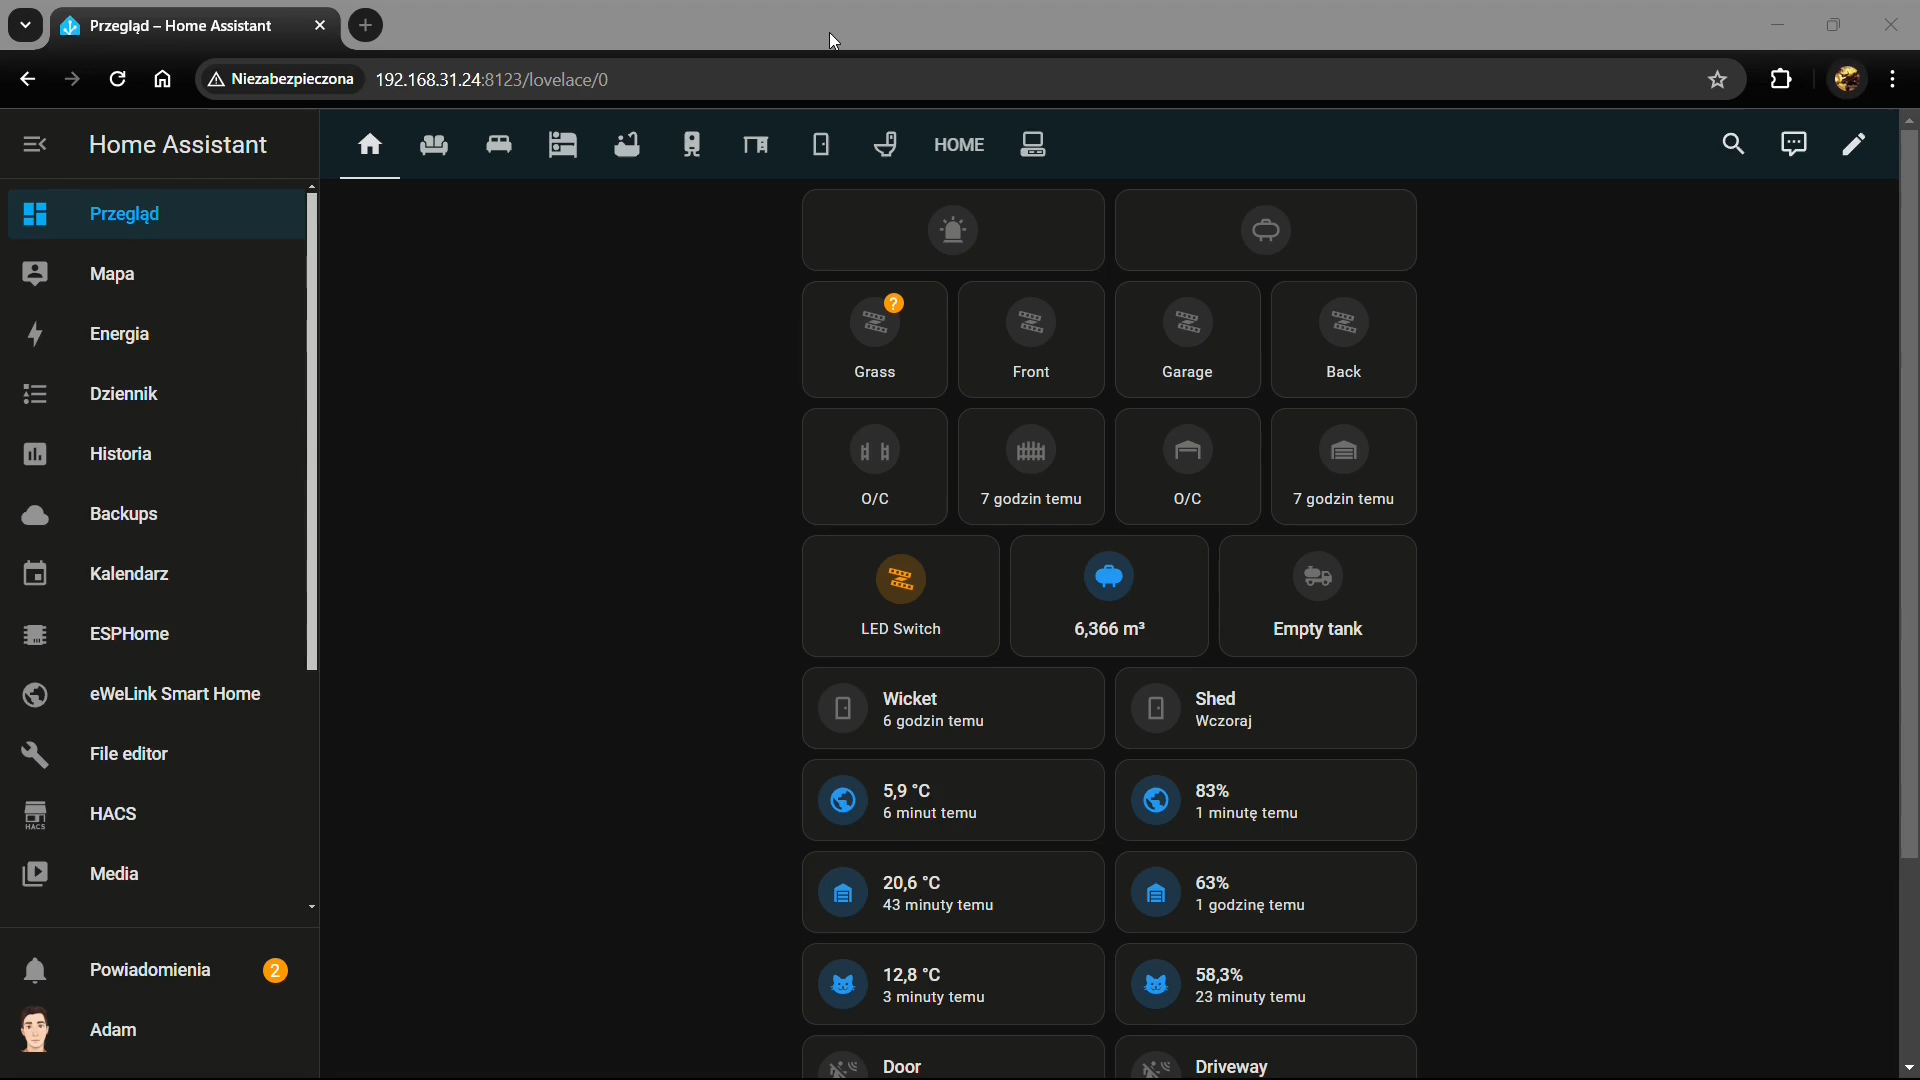 Przegląd – Home Assistant
Niezabezpieczona
192.168.31.24:8123/lovelace/0
Home Assistant
HOME
Przegląd
Mapa
Energia
Dziennik
Historia
Backups
Kalendarz
ESPHome
eWeLink Smart Home
File editor
HACS
HACS
Media
Powiadomienia
2
Adam
?
Grass
Front
Garage
Back
O/C
7 godzin temu
O/C
7 godzin temu
LED Switch
6,366 m³
Empty tank
Wicket
6 godzin temu
Shed
Wczoraj
5,9 °C
6 minut temu
83%
1 minutę temu
20,6 °C
43 minuty temu
63%
1 godzinę temu
12,8 °C
3 minuty temu
58,3%
23 minuty temu
Door
Driveway